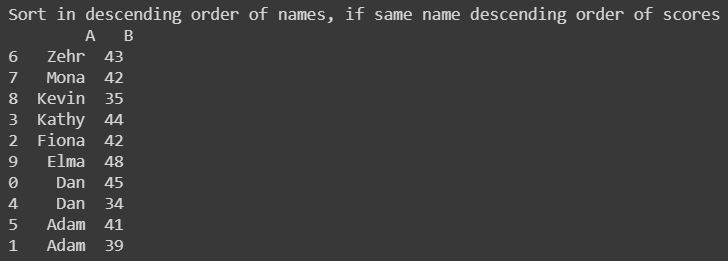 Sort in descending order of names, if same name descending order of scores
A B
6 Zehr 43
7 Mona 42
8 Kevin 35
3 Kathy 44
2 Fiona 42
9 Elma 48
0 Dan 45
4 Dan 34
5 Adam 41
1 Adam 39